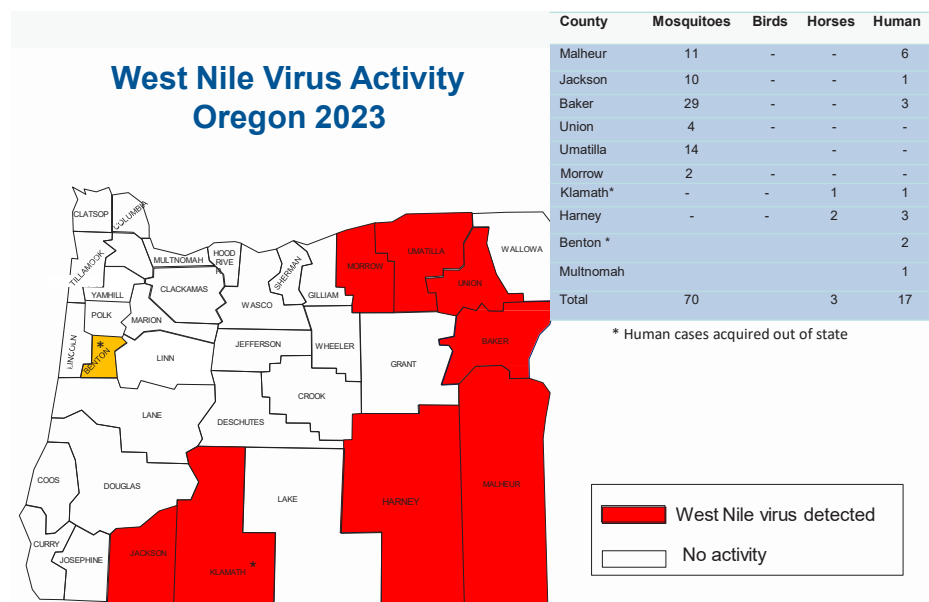 West Nile Virus Activity
Oregon 2023
County Mosquitoes Birds Horses Human
Malheur 11 - - 6
Jackson 10 - - 1
Baker 29 - - 3
Union 4 - - -
Umatilla 14 - -
Morrow 2 - - -
Klamath* - - 1 1
Harney - - 2 3
Benton * 2
Multnomah 1
Total 70 3 17
* Human cases acquired out of state
CLATSOP
COLUMBIA
TILLAMOOK
MULTNOMAH
HOOD
RIVE
R
SHERMAN
MORROW
UMATILLA
UNION
WALLOWA
YAMHILL
CLACKAMAS
WASCO
GILLIAM
POLK
MARION
LINCOLN
*
BENTON
LINN
JEFFERSON
WHEELER
GRANT
BAKER
LANE
CROOK
DESCHUTES
COOS
DOUGLAS
LAKE
HARNEY
MALHEUR
CURRY
JOSEPHINE
JACKSON
KLAMATH *
West Nile virus detected
No activity